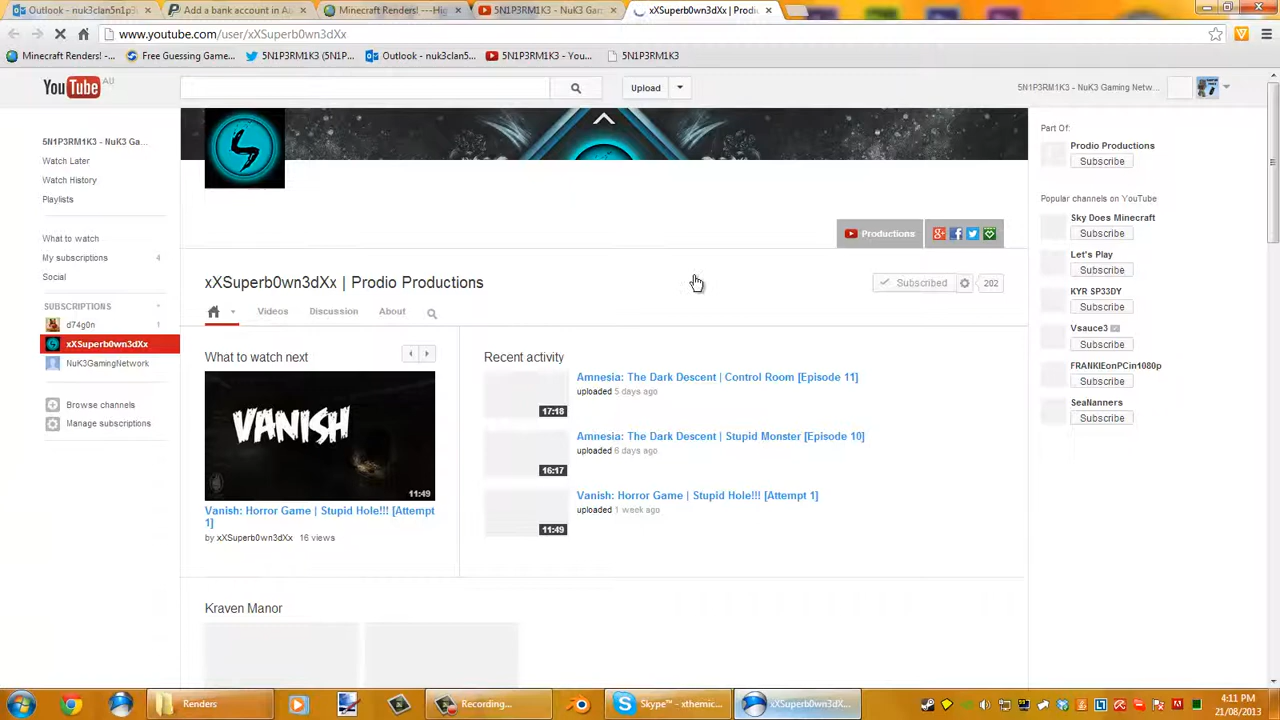 Outlook - nuk3clan5n1p3
Add a bank account in A
Minecraft Renders! ---Hi
5N1P3RM1K3 - NuK3 Gami
xXSuperb0wn3dXx | Prodi
www.youtube.com/user/xXSuperb0wn3dXx
Minecraft Renders! -...
Free Guessing Game...
5N1P3RM1K3 (5N1P...
Outlook - nuk3clan5...
5N1P3RM1K3 - You...
5N1P3RM1K3
YouTube AU
Upload
5N1P3RM1K3 - NuK3 Gaming Netw...
5N1P3RM1K3 - NuK3 Ga...
Watch Later
Watch History
Playlists
What to watch
My subscriptions 4
Social
SUBSCRIPTIONS
d74g0n 1
xXSuperb0wn3dXx
NuK3GamingNetwork
Browse channels
Manage subscriptions
Productions
xXSuperb0wn3dXx | Prodio Productions
Subscribed 202
Videos Discussion About
What to watch next
VANISH
11:49
Vanish: Horror Game | Stupid Hole!!! [Attempt
1]
by xXSuperb0wn3dXx 16 views
Recent activity
Amnesia: The Dark Descent | Control Room [Episode 11]
uploaded 5 days ago
17:18
Amnesia: The Dark Descent | Stupid Monster [Episode 10]
uploaded 6 days ago
16:17
Vanish: Horror Game | Stupid Hole!!! [Attempt 1]
uploaded 1 week ago
11:49
Kraven Manor
Part Of:
Prodio Productions
Subscribe
Popular channels on YouTube
Sky Does Minecraft
Subscribe
Let's Play
Subscribe
KYR SP33DY
Subscribe
Vsauce3
Subscribe
FRANKIEonPCin1080p
Subscribe
SeaNanners
Subscribe
Renders
Recording...
Skype™ - xthemic...
xXSuperb0wn3dX...
4:11 PM
21/08/2013